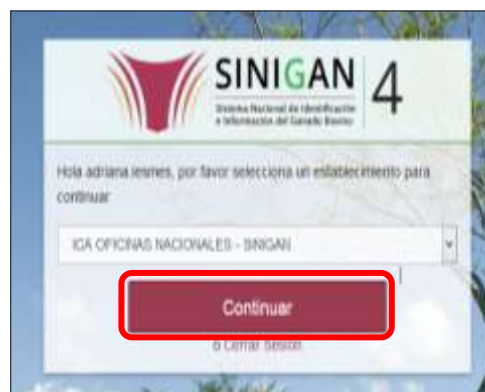 SINIGAN 4
Sistema Nacional de Identificación
e Información del Ganado Bovino
Hola adriana lesmes, por favor selecciona un establecimiento para
continuar
ICA OFICINAS NACIONALES - SINIGAN
Continuar
o Cerrar Sesión